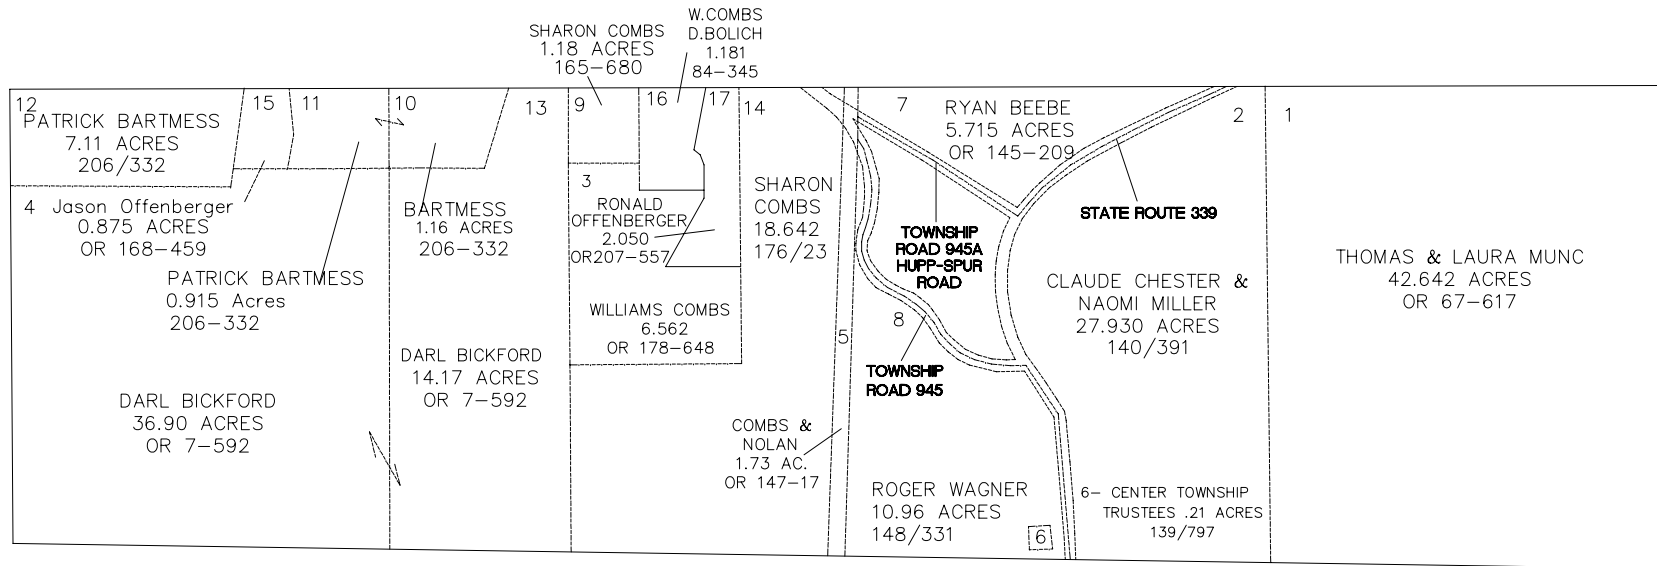 SHARON COMBS
1.18 ACRES
165-680
W.COMBS
D.BOLICH
1.181
84-345
12
PATRICK BARTMESS
7.11 ACRES
206/332
15
11
10
13
9
16
17
14
7
RYAN BEEBE
5.715 ACRES
OR 145-209
2
1
4 Jason Offenberger
0.875 ACRES
OR 168-459
PATRICK BARTMESS
0.915 Acres
206-332
BARTMESS
1.16 ACRES
206-332
3
RONALD
OFFENBERGER
2.050
OR207-557
SHARON
COMBS
18.642
176/23
TOWNSHIP
ROAD 945A
HUPP-SPUR
ROAD
STATE ROUTE 339
THOMAS & LAURA MUNC
42.642 ACRES
OR 67-617
CLAUDE CHESTER &
NAOMI MILLER
27.930 ACRES
140/391
WILLIAMS COMBS
6.562
OR 178-648
5
8
TOWNSHIP
ROAD 945
DARL BICKFORD
14.17 ACRES
OR 7-592
DARL BICKFORD
36.90 ACRES
OR 7-592
COMBS &
NOLAN
1.73 AC.
OR 147-17
ROGER WAGNER
10.96 ACRES
148/331
6
6- CENTER TOWNSHIP
TRUSTEES .21 ACRES
139/797